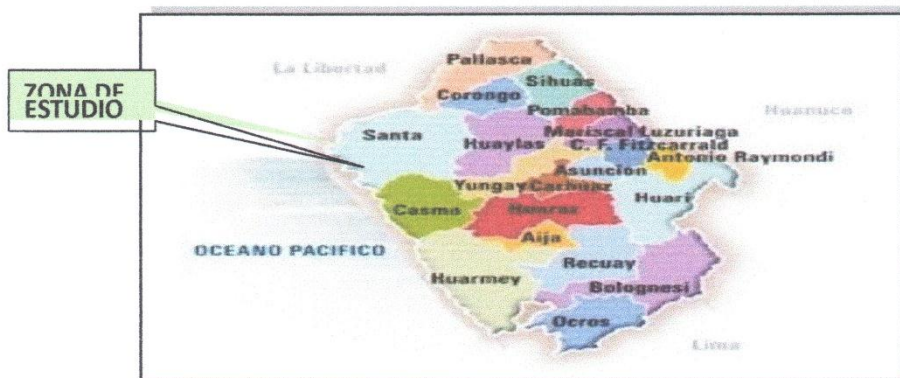 ZONA DE
ESTUDIO
La Libertad
Pallasca
Sihuas
Corongo
Pomabamba
Huanuco
Santa
Huaylas
Mariscal Luzuriaga
C. F. Fitzcarrald
Antonio Raymondi
Asuncion
Yungay
Carhuaz
Huari
Casma
Huaraz
Aija
OCEANO PACIFICO
Recuay
Huarmey
Bolognesi
Ocros
Lima